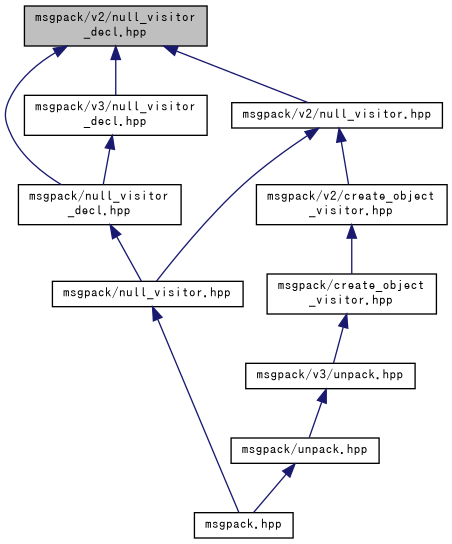 msgpack/v2/null_visitor
_decl.hpp
msgpack/v3/null_visitor
_decl.hpp
msgpack/v2/null_visitor.hpp
msgpack/null_visitor
_decl.hpp
msgpack/v2/create_object
_visitor.hpp
msgpack/null_visitor.hpp
msgpack/create_object
_visitor.hpp
msgpack/v3/unpack.hpp
msgpack/unpack.hpp
msgpack.hpp